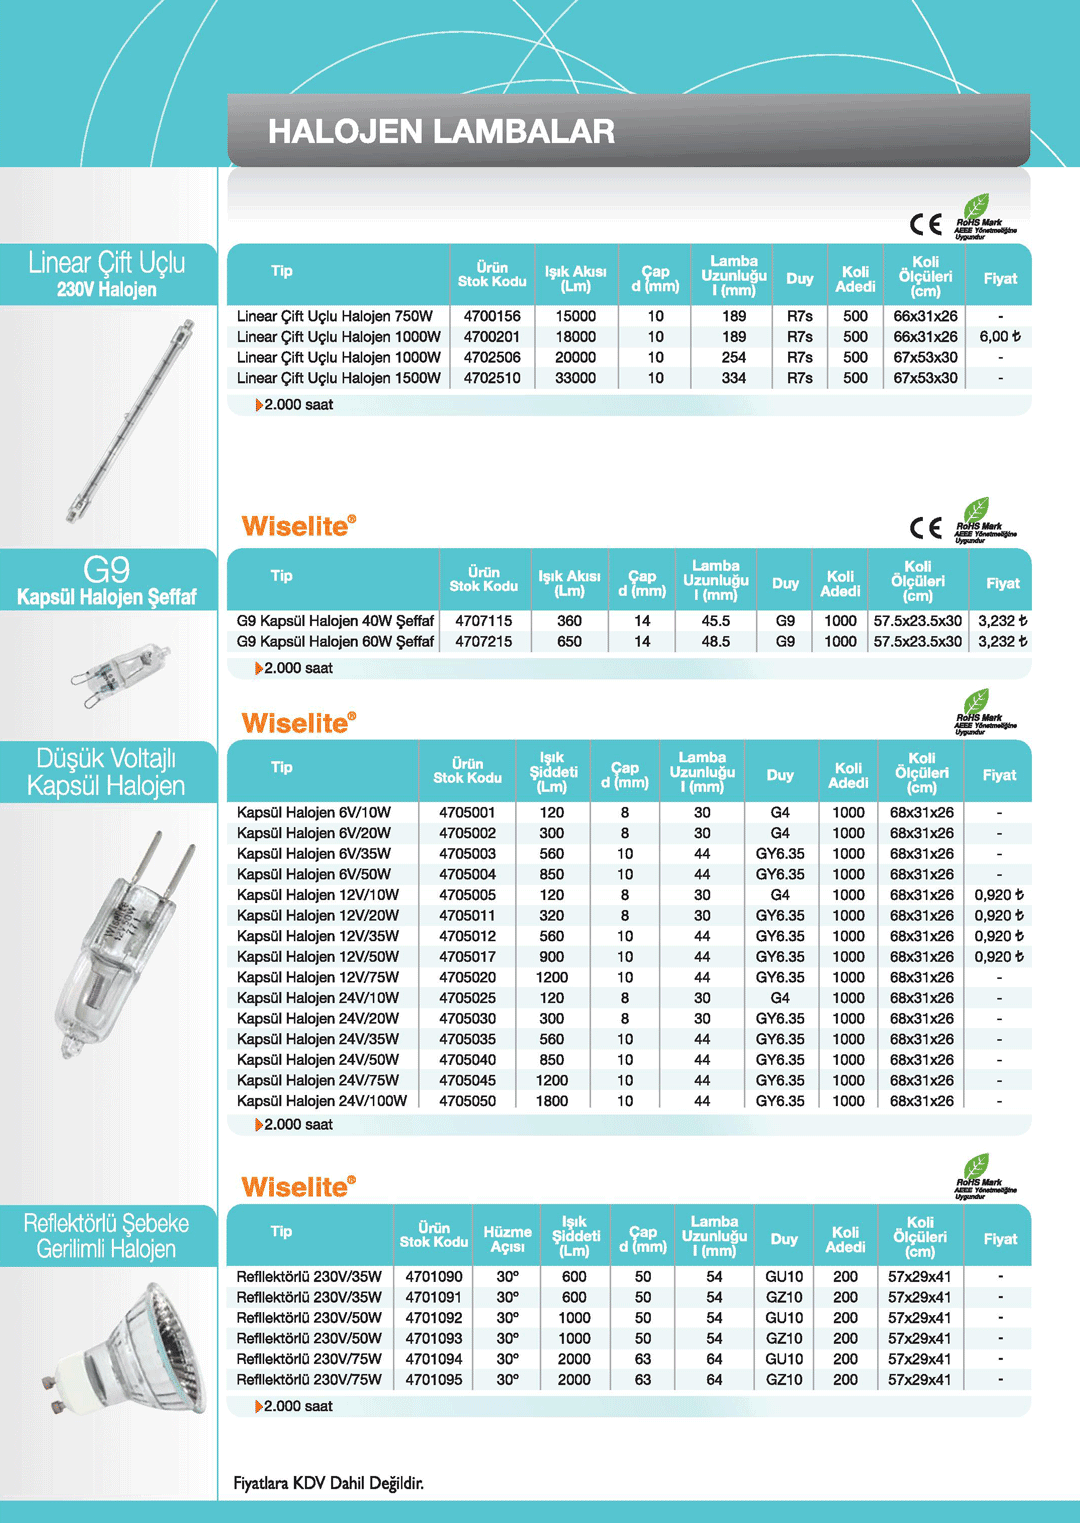 HALOJEN LAMBALAR
CE RoHS Mark
AEEE Yönetmeliğine
Uygundur
Linear Çift Uçlu
230V Halojen
Tip Ürün Stok Kodu Işık Akısı (Lm) Çap d (mm) Lamba Uzunluğu l (mm) Duy Koli Adedi Koli Ölçüleri (cm) Fiyat
Linear Çift Uçlu Halojen 750W 4700156 15000 10 189 R7s 500 66x31x26 -
Linear Çift Uçlu Halojen 1000W 4700201 18000 10 189 R7s 500 66x31x26 6,00 ₺
Linear Çift Uçlu Halojen 1000W 4702506 20000 10 254 R7s 500 67x53x30 -
Linear Çift Uçlu Halojen 1500W 4702510 33000 10 334 R7s 500 67x53x30 -
2.000 saat
Wiselite®
CE RoHS Mark
AEEE Yönetmeliğine
Uygundur
G9
Kapsül Halojen Şeffaf
Tip Ürün Stok Kodu Işık Akısı (Lm) Çap d (mm) Lamba Uzunluğu l (mm) Duy Koli Adedi Koli Ölçüleri (cm) Fiyat
G9 Kapsül Halojen 40W Şeffaf 4707115 360 14 45.5 G9 1000 57.5x23.5x30 3,232 ₺
G9 Kapsül Halojen 60W Şeffaf 4707215 650 14 48.5 G9 1000 57.5x23.5x30 3,232 ₺
2.000 saat
Wiselite®
RoHS Mark
AEEE Yönetmeliğine
Uygundur
Düşük Voltajlı
Kapsül Halojen
Tip Ürün Stok Kodu Işık Şiddeti (Lm) Çap d (mm) Lamba Uzunluğu l (mm) Duy Koli Adedi Koli Ölçüleri (cm) Fiyat
Kapsül Halojen 6V/10W 4705001 120 8 30 G4 1000 68x31x26 -
Kapsül Halojen 6V/20W 4705002 300 8 30 G4 1000 68x31x26 -
Kapsül Halojen 6V/35W 4705003 560 10 44 GY6.35 1000 68x31x26 -
Kapsül Halojen 6V/50W 4705004 850 10 44 GY6.35 1000 68x31x26 -
Kapsül Halojen 12V/10W 4705005 120 8 30 G4 1000 68x31x26 0,920 ₺
Kapsül Halojen 12V/20W 4705011 320 8 30 GY6.35 1000 68x31x26 0,920 ₺
Kapsül Halojen 12V/35W 4705012 560 10 44 GY6.35 1000 68x31x26 0,920 ₺
Kapsül Halojen 12V/50W 4705017 900 10 44 GY6.35 1000 68x31x26 0,920 ₺
Kapsül Halojen 12V/75W 4705020 1200 10 44 GY6.35 1000 68x31x26 -
Kapsül Halojen 24V/10W 4705025 120 8 30 G4 1000 68x31x26 -
Kapsül Halojen 24V/20W 4705030 300 8 30 GY6.35 1000 68x31x26 -
Kapsül Halojen 24V/35W 4705035 560 10 44 GY6.35 1000 68x31x26 -
Kapsül Halojen 24V/50W 4705040 850 10 44 GY6.35 1000 68x31x26 -
Kapsül Halojen 24V/75W 4705045 1200 10 44 GY6.35 1000 68x31x26 -
Kapsül Halojen 24V/100W 4705050 1800 10 44 GY6.35 1000 68x31x26 -
2.000 saat
Wiselite®
RoHS Mark
AEEE Yönetmeliğine
Uygundur
Reflektörlü Şebeke
Gerilimli Halojen
Tip Ürün Stok Kodu Hüzme Açısı Işık Şiddeti (Lm) Çap d (mm) Lamba Uzunluğu l (mm) Duy Koli Adedi Koli Ölçüleri (cm) Fiyat
Refllektörlü 230V/35W 4701090 30° 600 50 54 GU10 200 57x29x41 -
Refllektörlü 230V/35W 4701091 30° 600 50 54 GZ10 200 57x29x41 -
Refllektörlü 230V/50W 4701092 30° 1000 50 54 GU10 200 57x29x41 -
Refllektörlü 230V/50W 4701093 30° 1000 50 54 GZ10 200 57x29x41 -
Refllektörlü 230V/75W 4701094 30° 2000 63 64 GU10 200 57x29x41 -
Refllektörlü 230V/75W 4701095 30° 2000 63 64 GZ10 200 57x29x41 -
2.000 saat
Fiyatlara KDV Dahil Değildir.